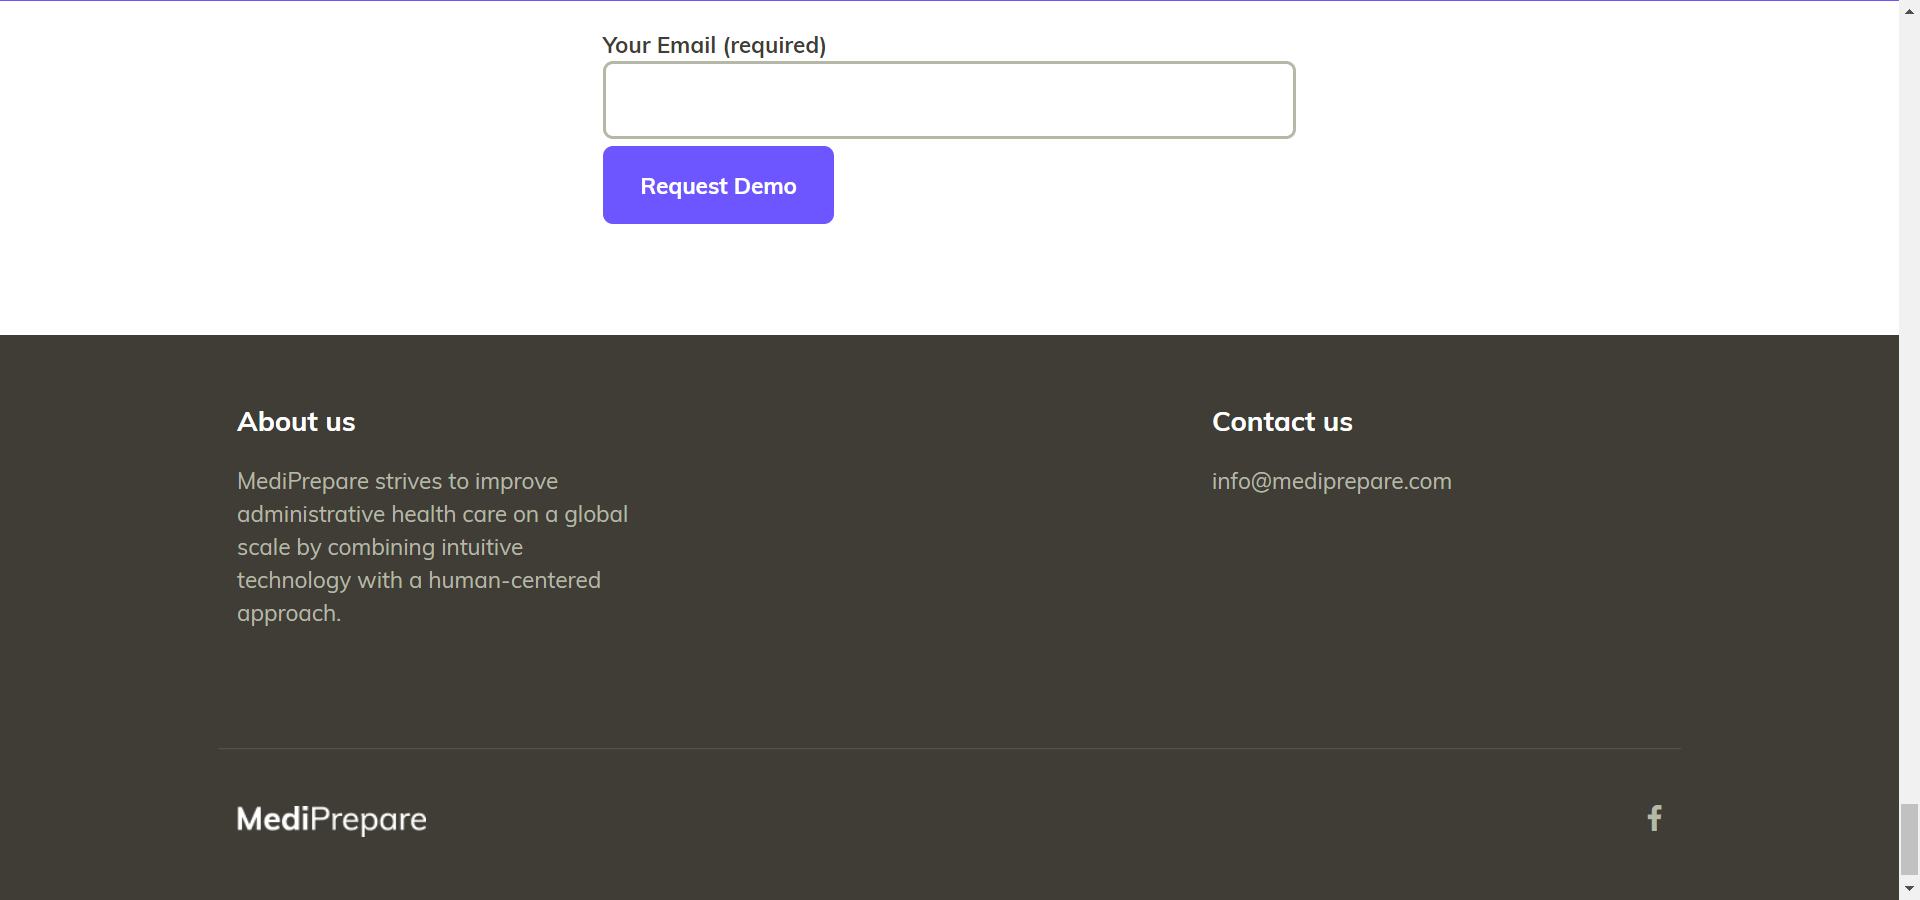 Your Email (required)
Request Demo
About us
MediPrepare strives to improve
administrative health care on a global
scale by combining intuitive
technology with a human-centered
approach.
Contact us
info@mediprepare.com
MediPrepare